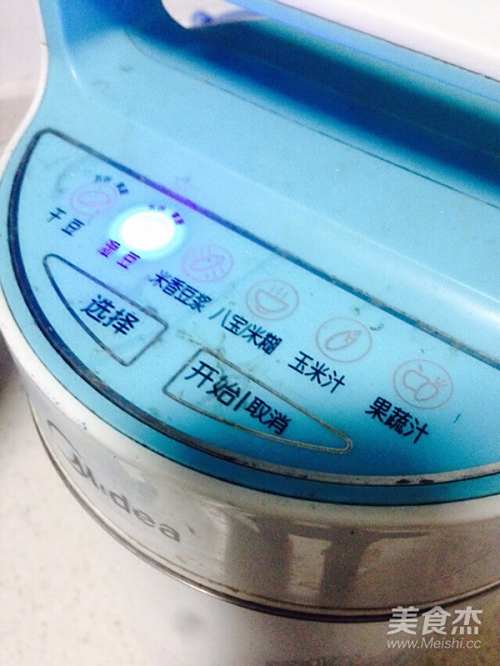 干豆
湿豆
米香豆浆
八宝米糊
玉米汁
果蔬汁
选择
开始/取消
Midea
美食杰
www.Meishi.cc